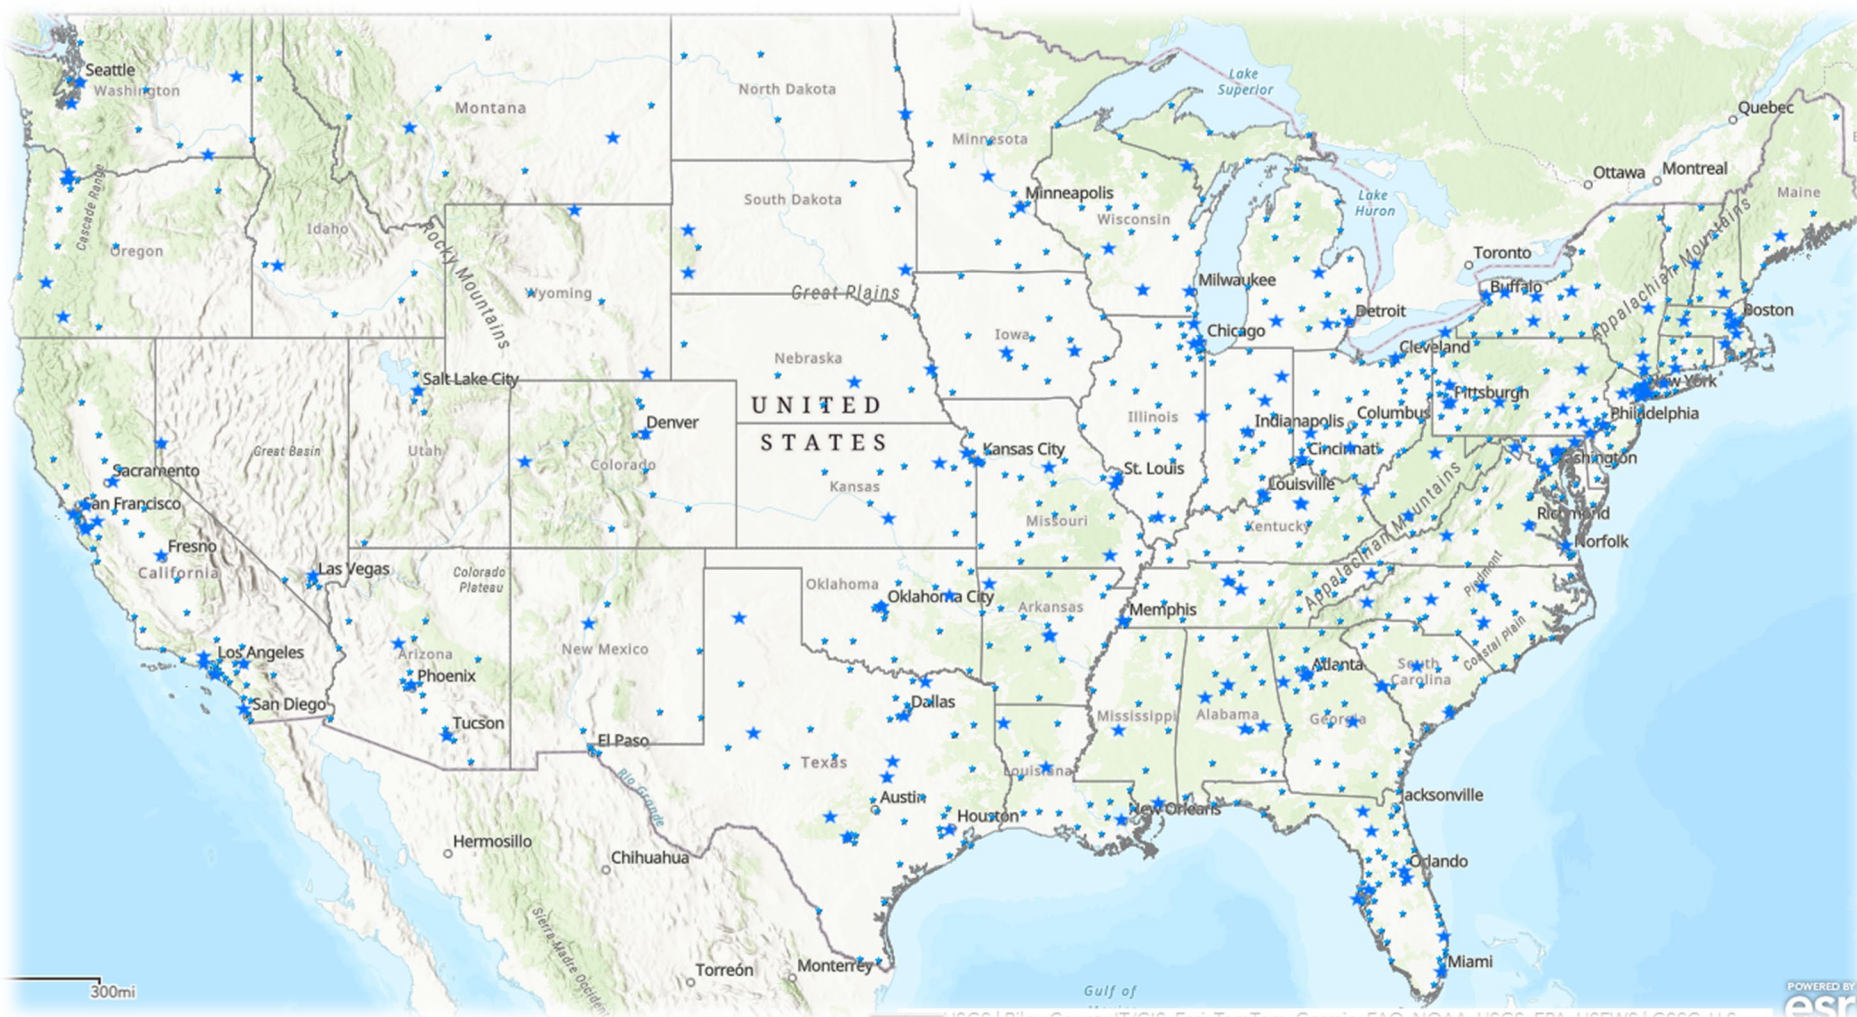 Seattle
Washington
Montana
North Dakota
Minnesota
Lake
Superior
Quebec
Ottawa
Montreal
Maine
Cascade Range
Oregon
Idaho
South Dakota
Minneapolis
Wisconsin
Lake
Huron
Toronto
Appalachian Mountains
Rocky Mountains
Wyoming
Great Plains
Milwaukee
Buffalo
Detroit
Boston
Iowa
Chicago
Cleveland
Nebraska
Salt Lake City
New York
Pittsburgh
Philadelphia
UNITED
STATES
Denver
Illinois
Indianapolis
Columbus
Great Basin
Utah
Colorado
Kansas City
Cincinnati
St. Louis
Sacramento
San Francisco
Kansas
Missouri
Louisville
Kentucky
Richmond
Norfolk
Fresno
California
Las Vegas
Colorado
Plateau
Oklahoma
Oklahoma City
Arkansas
Memphis
Appalachian Mountains
Piedmont
Coastal Plain
Los Angeles
Arizona
Phoenix
New Mexico
Atlanta
South
Carolina
San Diego
Tucson
Dallas
Mississippi
Alabama
Georgia
El Paso
Texas
Louisiana
Rio Grande
Austin
Houston
New Orleans
Jacksonville
Hermosillo
Chihuahua
Orlando
Sierra Madre
Torreón
Monterrey
Miami
300mi
Gulf of
POWERED BY
esri